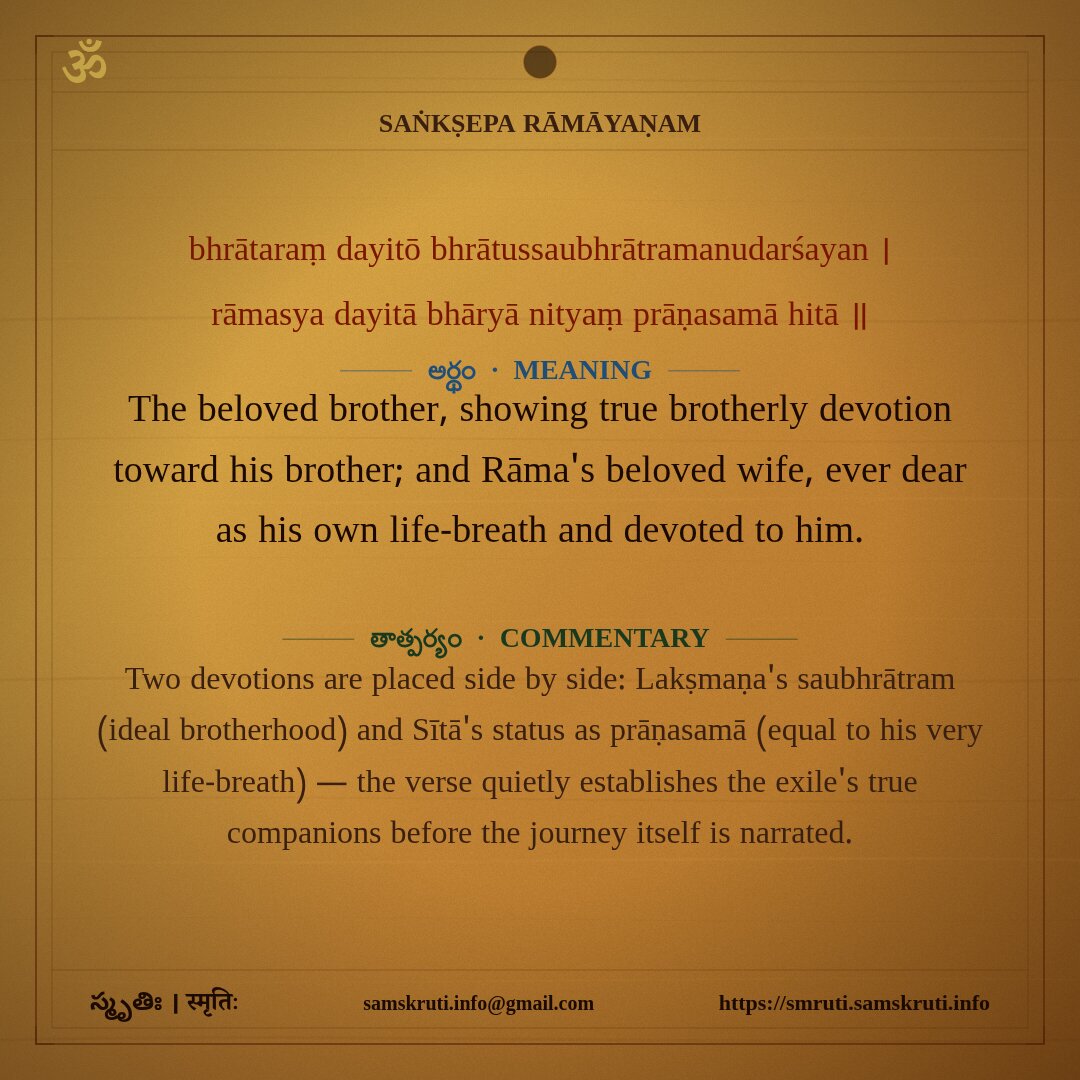 ॐ
SAṄKṢEPA RĀMĀYAṆAM
bhrātaraṃ dayitō bhrātussaubhrātramanudarśayan |
rāmasya dayitā bhāryā nityaṃ prāṇasamā hitā ||
అర్థం · MEANING
The beloved brother, showing true brotherly devotion
toward his brother; and Rāma's beloved wife, ever dear
as his own life-breath and devoted to him.
తాత్పర్యం · COMMENTARY
Two devotions are placed side by side: Lakṣmaṇa's saubhrātram
(ideal brotherhood) and Sītā's status as prāṇasamā (equal to his very
life-breath) — the verse quietly establishes the exile's true
companions before the journey itself is narrated.
స్మృతిః | स्मृतिः samskruti.info@gmail.com https://smruti.samskruti.info